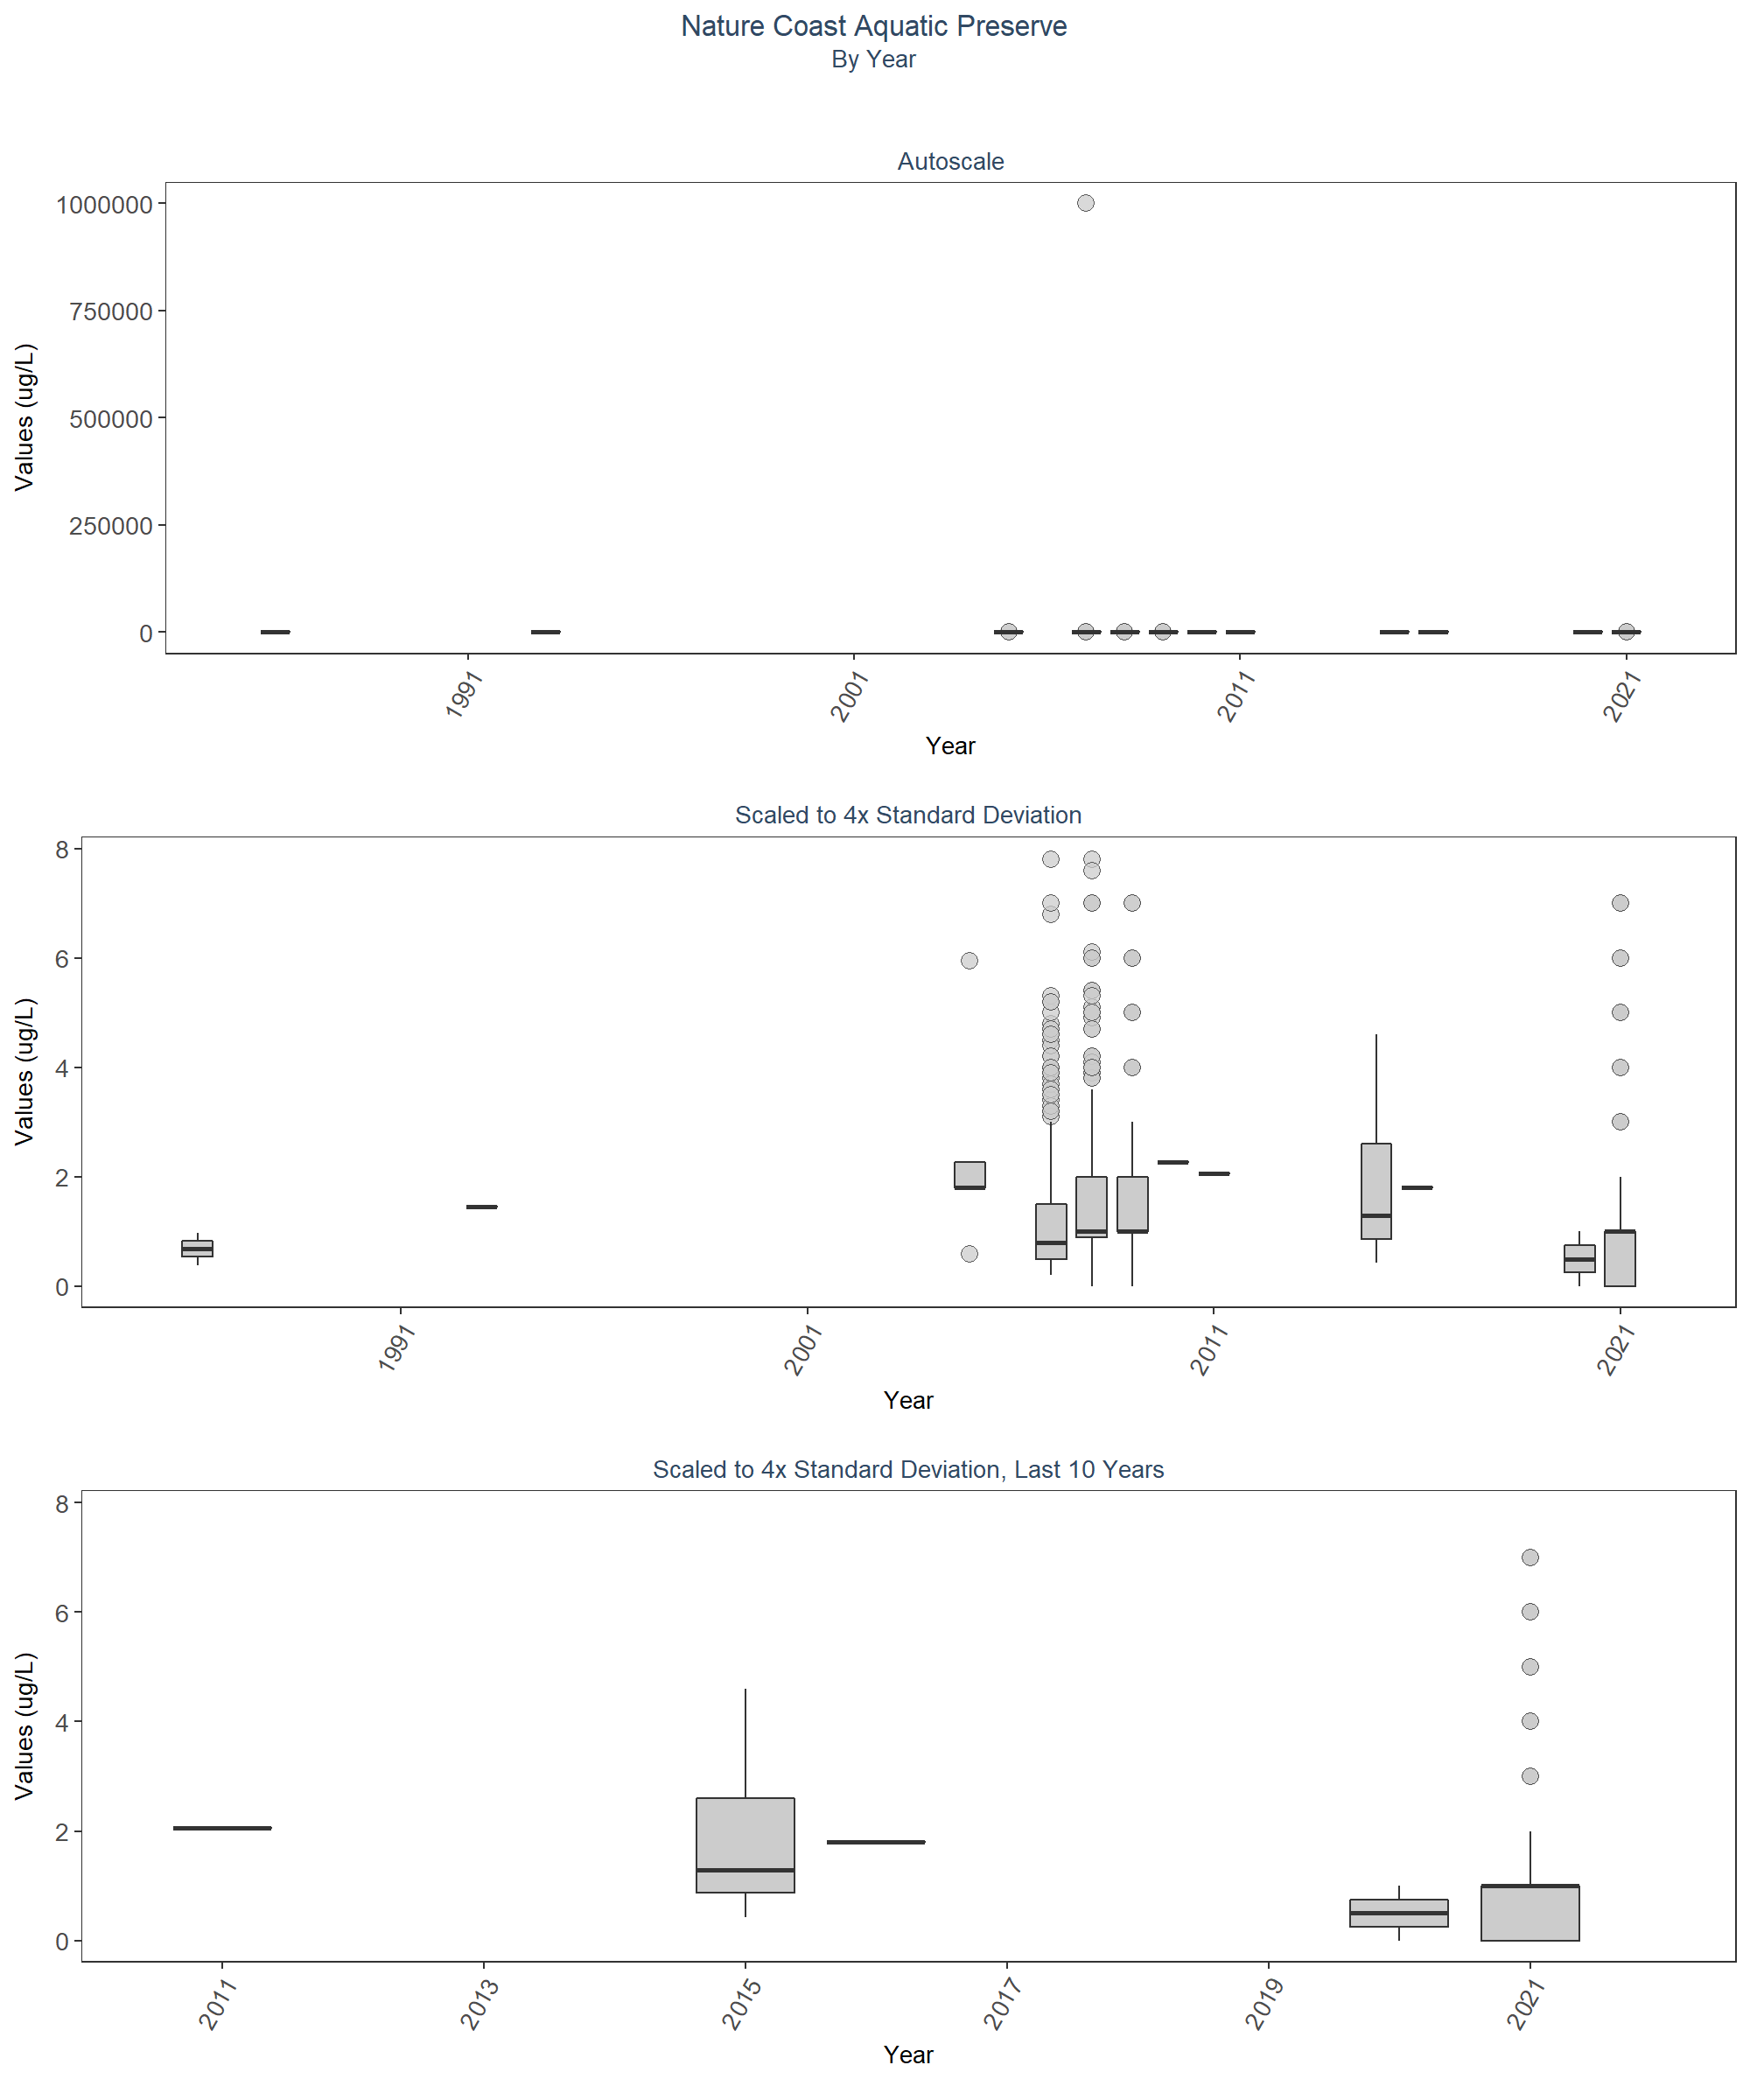 Nature Coast Aquatic Preserve
By Year
Autoscale
Values (ug/L)
1000000
750000
500000
250000
0
1991
2001
2011
2021
Year
Scaled to 4x Standard Deviation
Values (ug/L)
8
6
4
2
0
1991
2001
2011
2021
Year
Scaled to 4x Standard Deviation, Last 10 Years
Values (ug/L)
8
6
4
2
0
2011
2013
2015
2017
2019
2021
Year